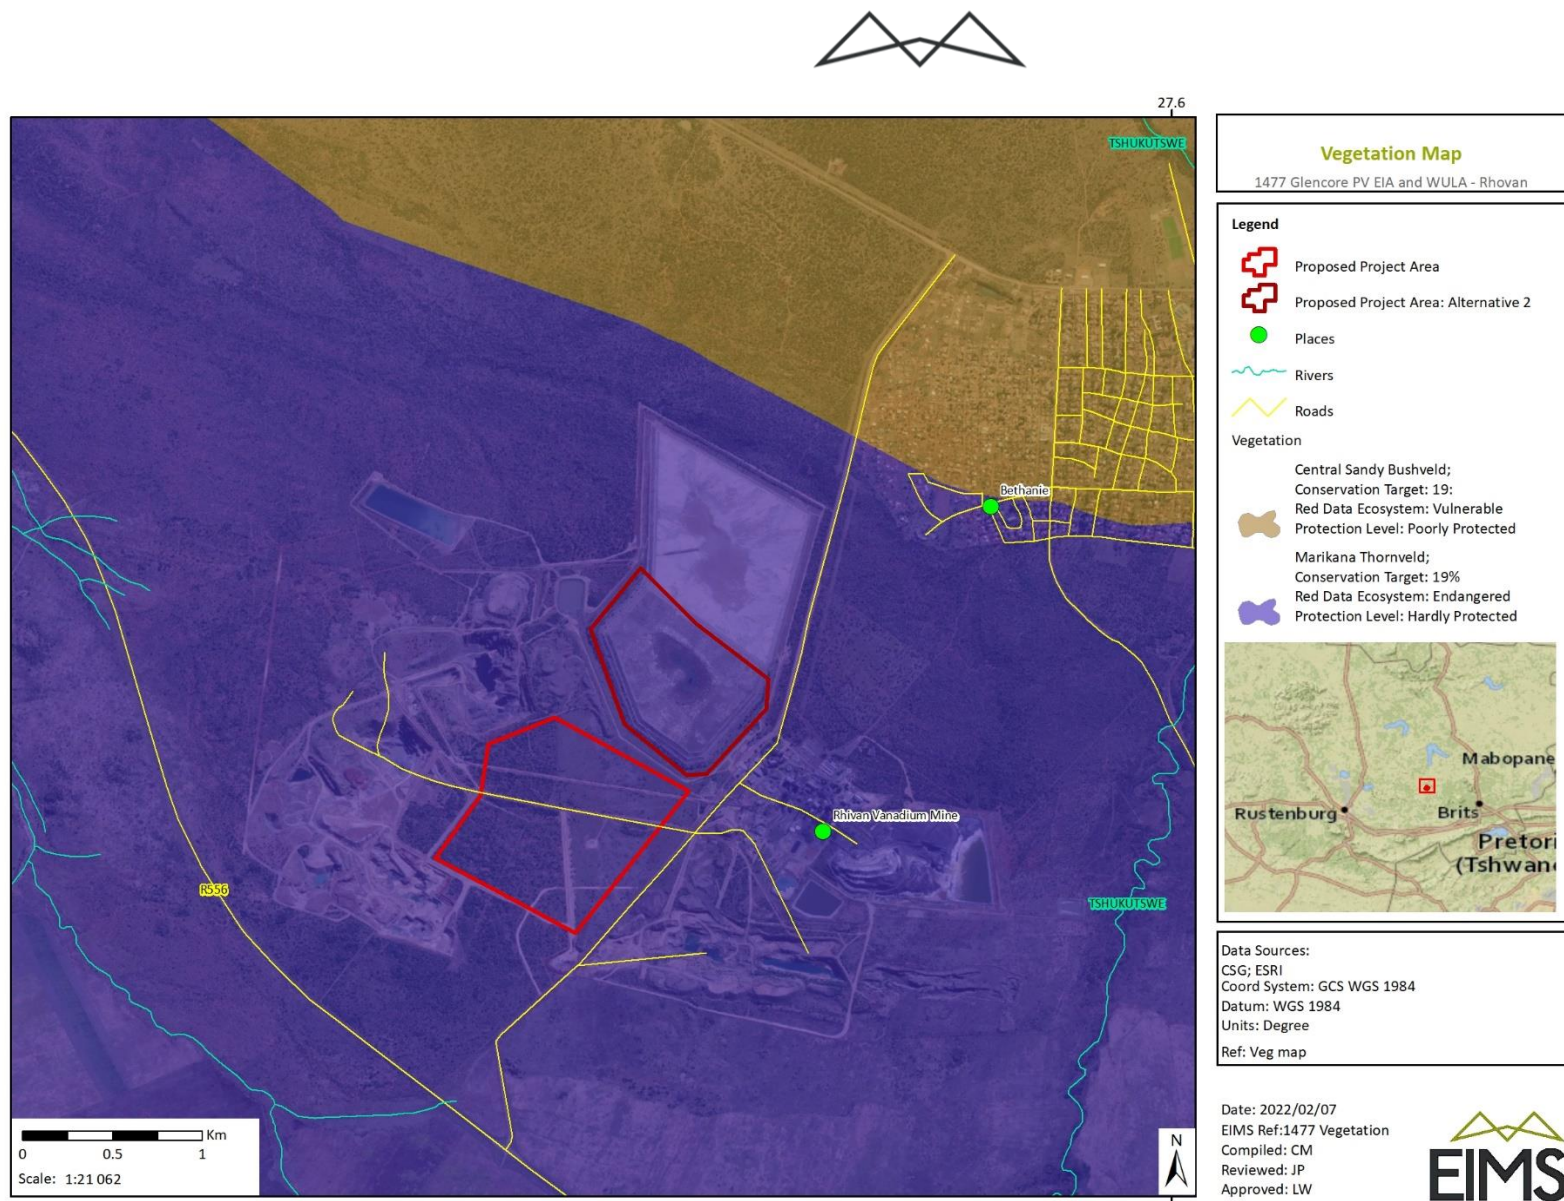 27.6
TSHUKUTSWE
Bethanie
Rhivan Vanadium Mine
R556
TSHUKUTSWE
Km
0 0.5 1
Scale: 1:21 062
N
Vegetation Map
1477 Glencore PV EIA and WULA - Rhovan
Legend
Proposed Project Area
Proposed Project Area: Alternative 2
Places
Rivers
Roads
Vegetation
Central Sandy Bushveld;
Conservation Target: 19:
Red Data Ecosystem: Vulnerable
Protection Level: Poorly Protected
Marikana Thornveld;
Conservation Target: 19%
Red Data Ecosystem: Endangered
Protection Level: Hardly Protected
Mabopane
Rustenburg
Brits
Pretori
(Tshwan
Data Sources:
CSG; ESRI
Coord System: GCS WGS 1984
Datum: WGS 1984
Units: Degree
Ref: Veg map
Date: 2022/02/07
EIMS Ref:1477 Vegetation
Compiled: CM
Reviewed: JP
Approved: LW
EIMS